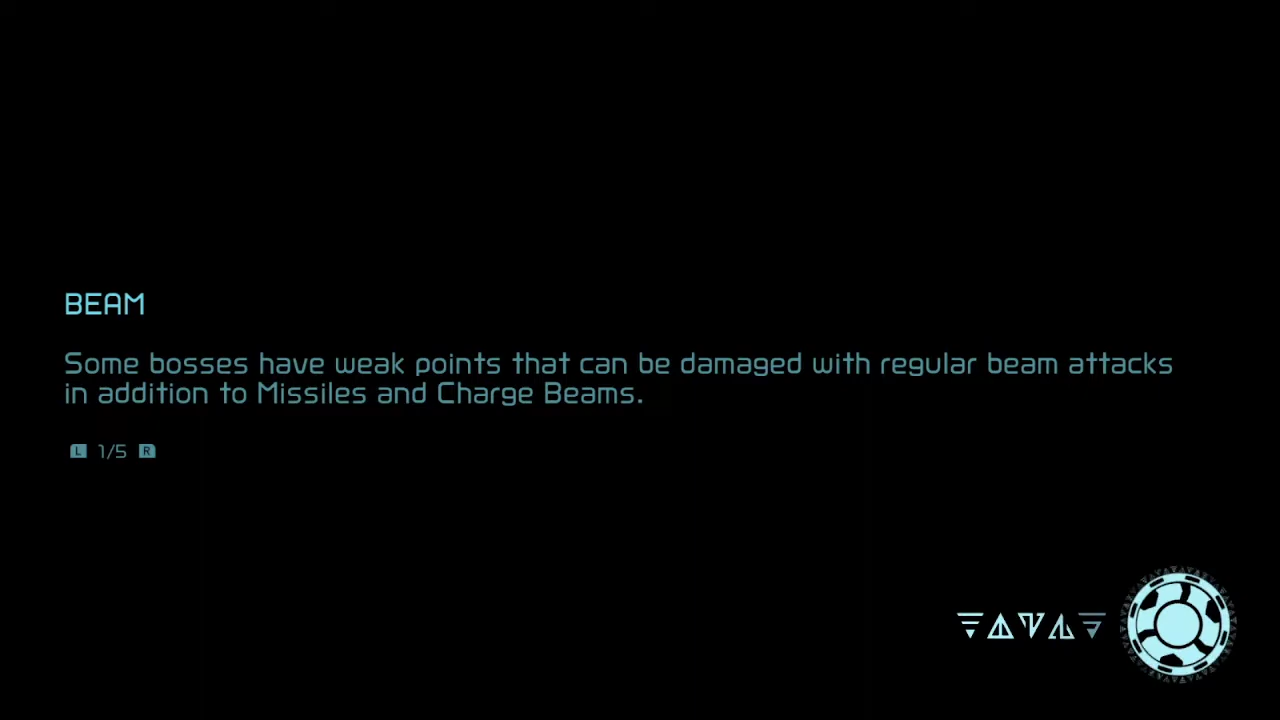 BEAM
Some bosses have weak points that can be damaged with regular beam attacks
in addition to Missiles and Charge Beams.
L 1/5 R